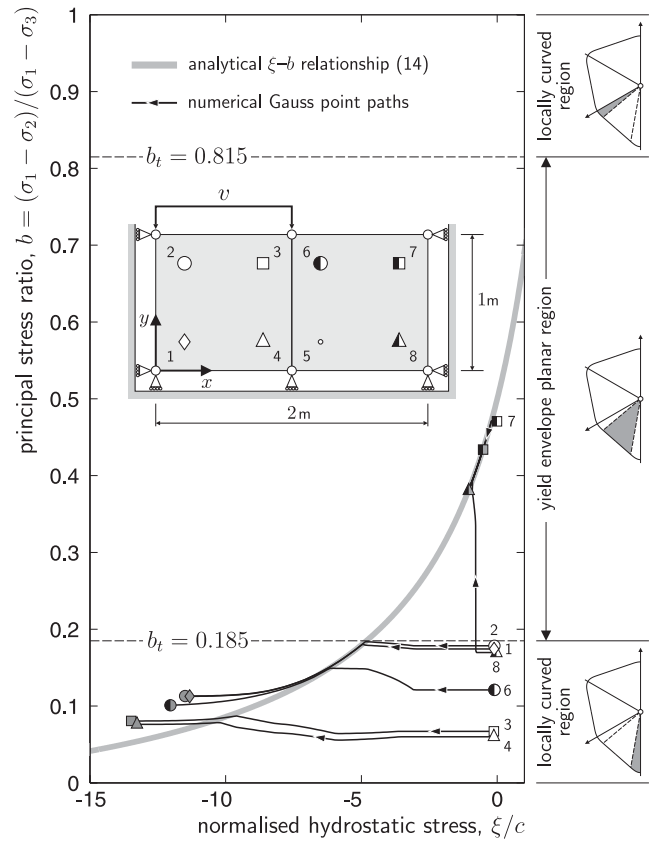 principal stress ratio, b = (σ₁ − σ₂)/(σ₁ − σ₃)
1
0.9
0.8
0.7
0.6
0.5
0.4
0.3
0.2
0.1
0
-15
-10
-5
0
normalised hydrostatic stress, ξ/c
analytical ξ–b relationship (14)
numerical Gauss point paths
b_t = 0.815
v
2
3
6
7
1
4
5
8
y
x
1m
2m
7
b_t = 0.185
2
1
8
6
3
4
locally curved
region
yield envelope planar region
locally curved
region